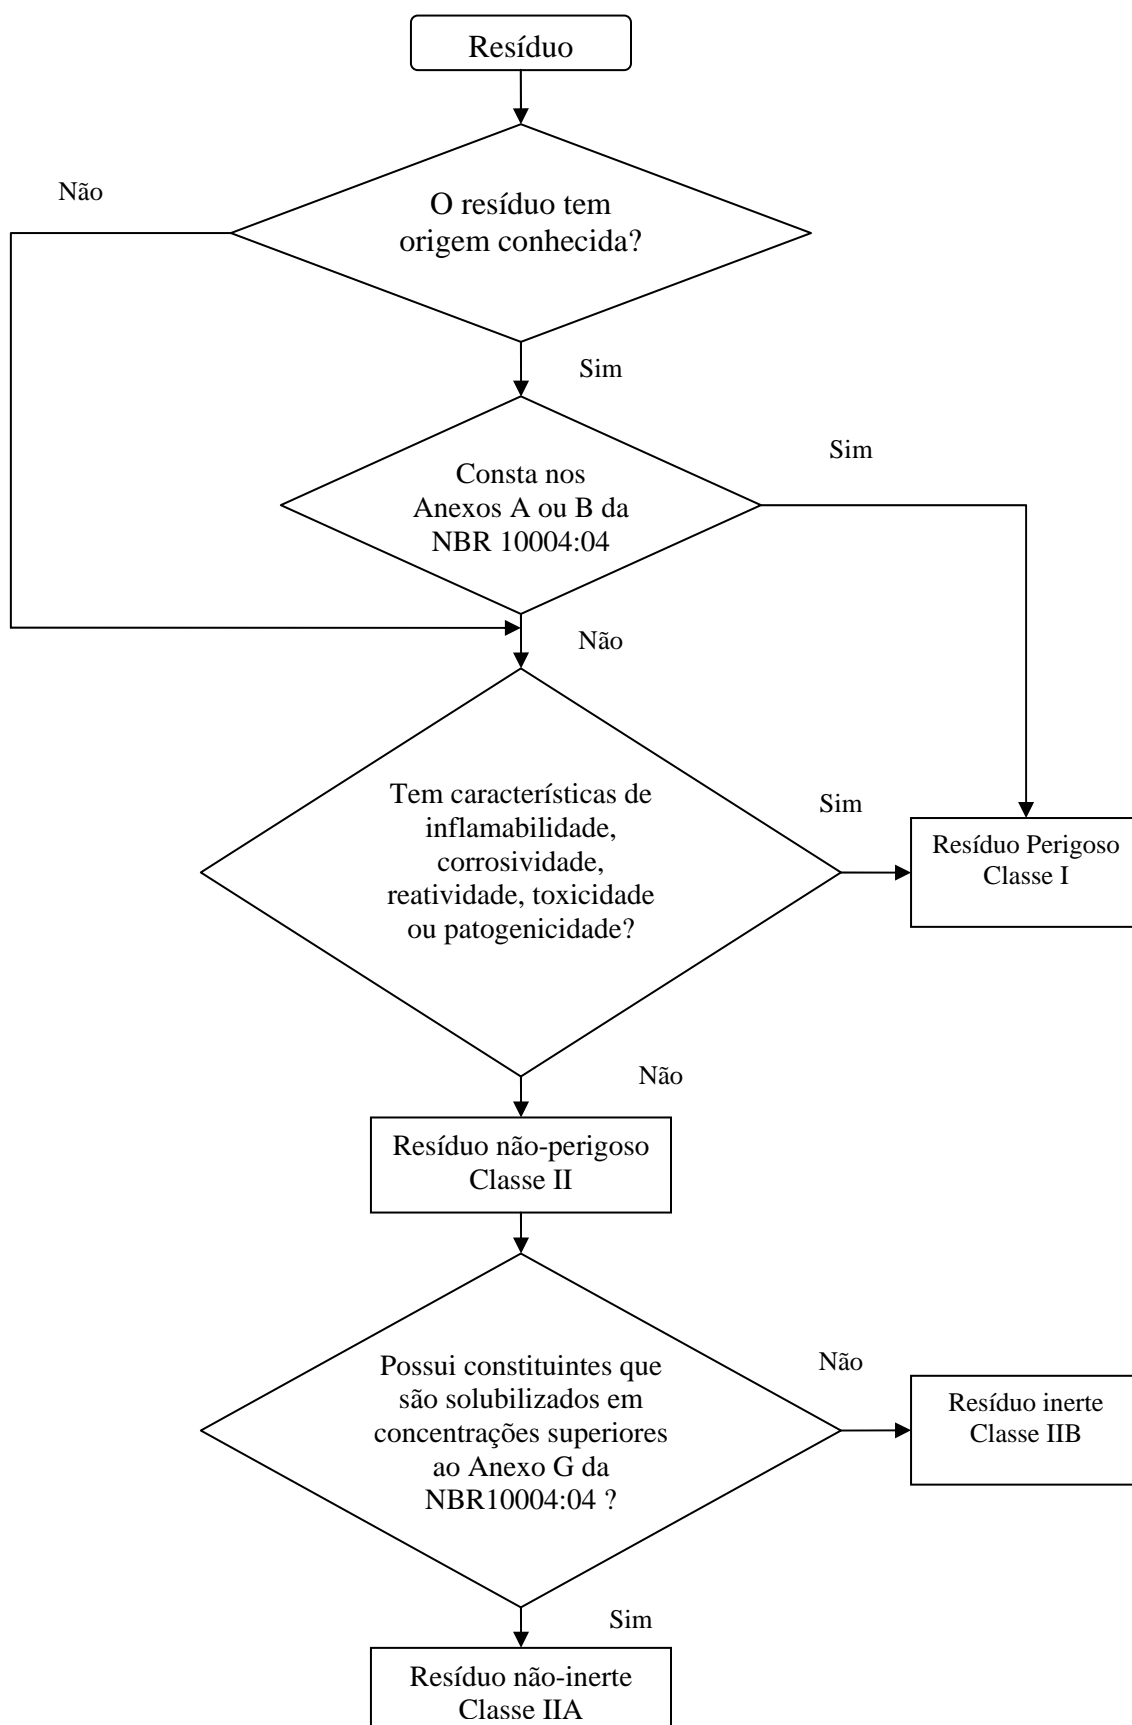 Resíduo
Não
O resíduo tem
origem conhecida?
Sim
Sim
Consta nos
Anexos A ou B da
NBR 10004:04
Não
Tem características de
inflamabilidade,
corrosividade,
reatividade, toxicidade
ou patogenicidade?
Sim
Resíduo Perigoso
Classe I
Não
Resíduo não-perigoso
Classe II
Possui constituintes que
são solubilizados em
concentrações superiores
ao Anexo G da
NBR10004:04 ?
Não
Resíduo inerte
Classe IIB
Sim
Resíduo não-inerte
Classe IIA